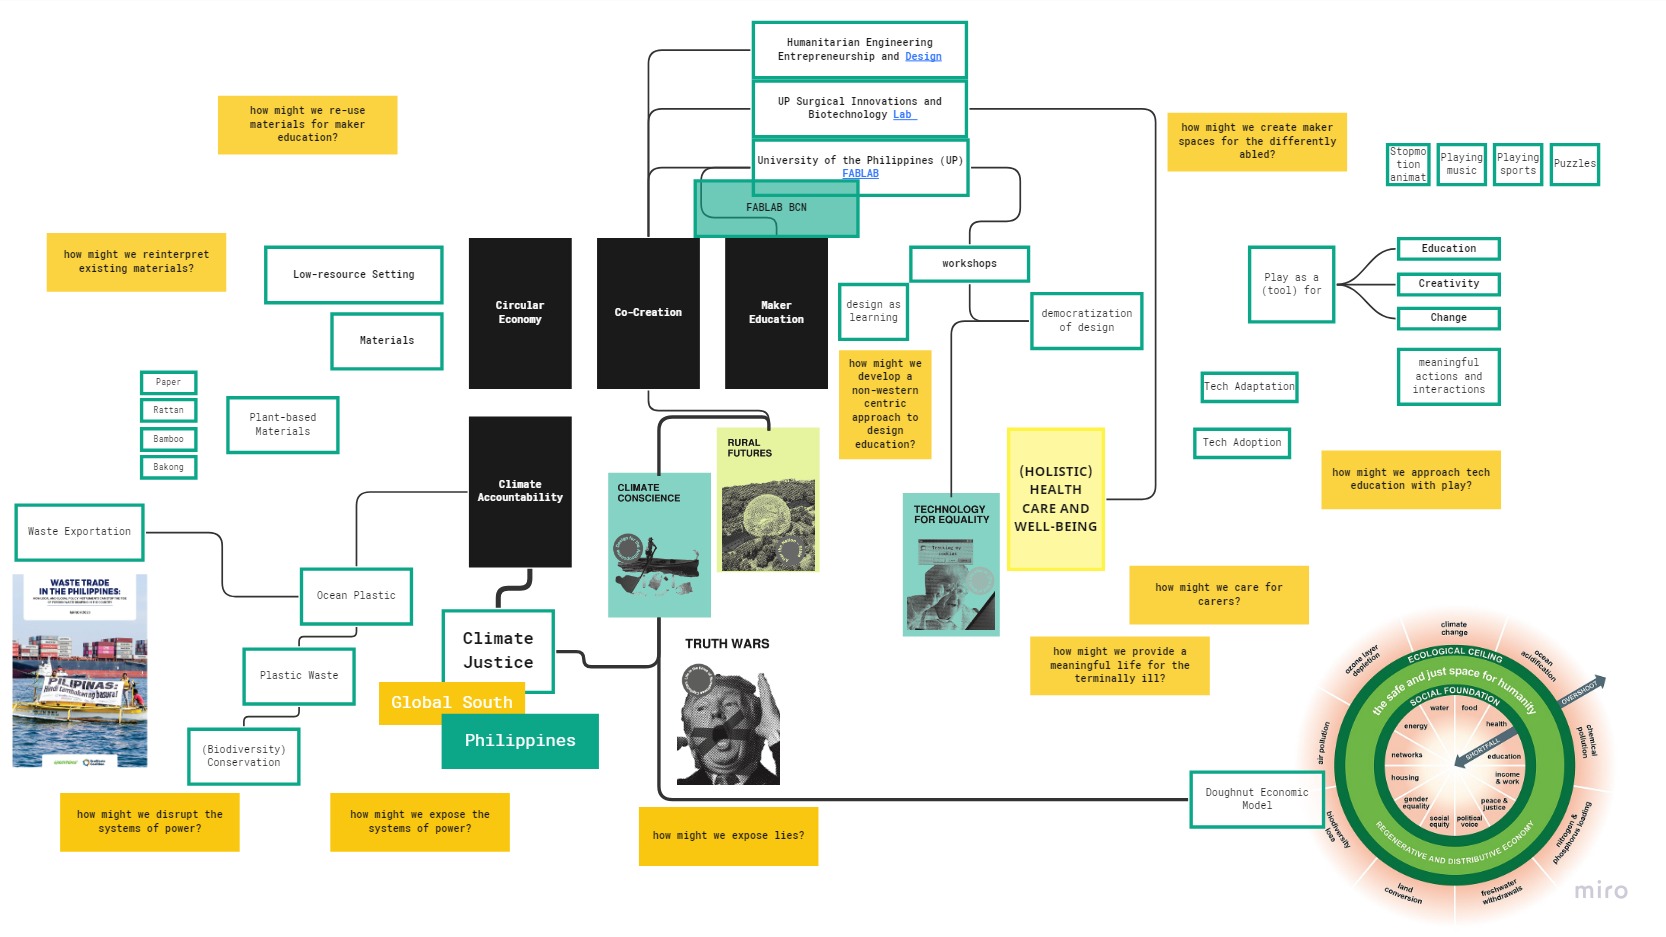 Humanitarian Engineering
Entrepreneurship and Design
UP Surgical Innovations and
Biotechnology Lab
University of the Philippines (UP)
FABLAB
FABLAB BCN
how might we re-use
materials for maker
education?
how might we create maker
spaces for the differently
abled?
Stopmo
tion
animat
Playing
music
Playing
sports
Puzzles
how might we reinterpret
existing materials?
Low-resource Setting
Materials
Circular
Economy
Co-Creation
Maker
Education
workshops
design as
learning
democratization
of design
Play as a
(tool) for
Education
Creativity
Change
meaningful
actions and
interactions
Paper
Rattan
Bamboo
Bakong
Plant-based
Materials
how might we
develop a
non-western
centric
approach to
design
education?
Tech Adaptation
Tech Adoption
how might we approach tech
education with play?
Climate
Accountability
RURAL
FUTURES
CLIMATE
CONSCIENCE
TECHNOLOGY
FOR EQUALITY
Tracking my
cookies
(HOLISTIC)
HEALTH
CARE AND
WELL-BEING
Waste Exportation
WASTE TRADE
IN THE PHILIPPINES:
PILIPINAS:
Hindi tambakan ng basura!
GREENPEACE
Ocean Plastic
Plastic Waste
(Biodiversity)
Conservation
Climate
Justice
Global South
Philippines
TRUTH WARS
how might we care for
carers?
how might we provide a
meaningful life for the
terminally ill?
how might we disrupt the
systems of power?
how might we expose the
systems of power?
how might we expose lies?
Doughnut Economic
Model
climate
change
ocean
acidification
chemical
pollution
nitrogen &
phosphorus loading
freshwater
withdrawals
land
conversion
biodiversity
loss
air pollution
ozone layer
depletion
ECOLOGICAL CEILING
the safe and just space for humanity
SOCIAL FOUNDATION
OVERSHOOT
SHORTFALL
water
food
health
education
income
& work
peace &
justice
political
voice
social
equity
gender
equality
housing
networks
energy
REGENERATIVE AND DISTRIBUTIVE ECONOMY
miro